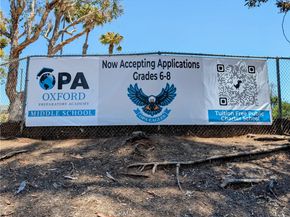 OPA
OXFORD
PREPARATORY ACADEMY
MIDDLE SCHOOL
Now Accepting Applications
Grades 6-8
Tuition Free Public
Charter School